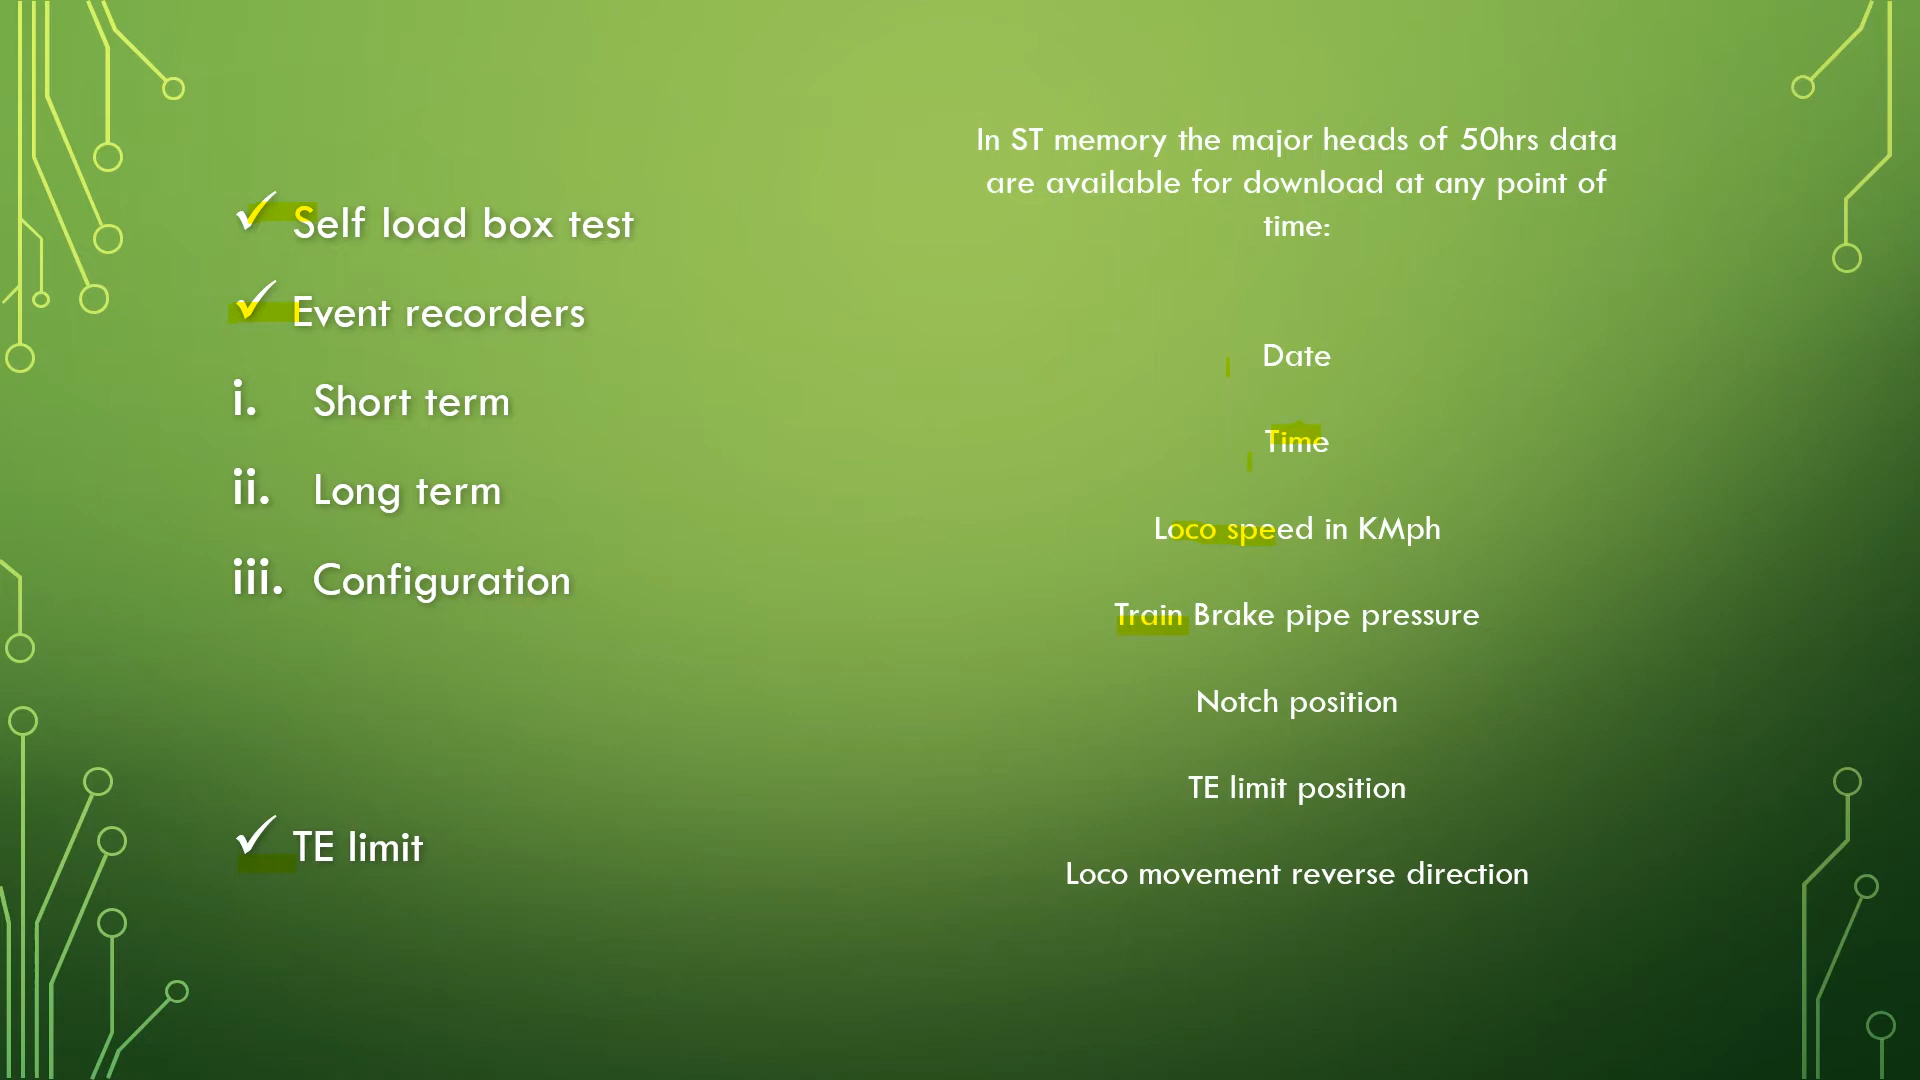 ✓ Self load box test
✓ Event recorders
i. Short term
ii. Long term
iii. Configuration
✓ TE limit
In ST memory the major heads of 50hrs data
are available for download at any point of
time:
Date
Time
Loco speed in KMph
Train Brake pipe pressure
Notch position
TE limit position
Loco movement reverse direction